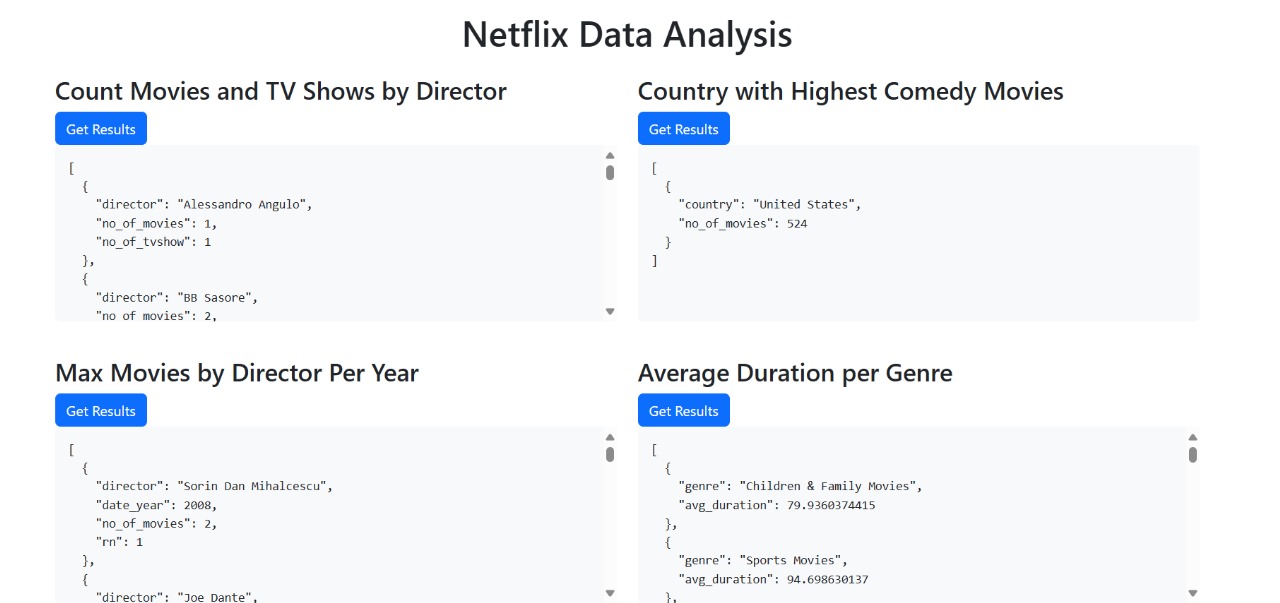 Netflix Data Analysis
Count Movies and TV Shows by Director
Get Results
[
  {
    "director": "Alessandro Angulo",
    "no_of_movies": 1,
    "no_of_tvshow": 1
  },
  {
    "director": "BB Sasore",
    "no_of_movies": 2,
Country with Highest Comedy Movies
Get Results
[
  {
    "country": "United States",
    "no_of_movies": 524
  }
]
Max Movies by Director Per Year
Get Results
[
  {
    "director": "Sorin Dan Mihalcescu",
    "date_year": 2008,
    "no_of_movies": 2,
    "rn": 1
  },
  {
    "director": "Joe Dante",
Average Duration per Genre
Get Results
[
  {
    "genre": "Children & Family Movies",
    "avg_duration": 79.9360374415
  },
  {
    "genre": "Sports Movies",
    "avg_duration": 94.698630137
  },